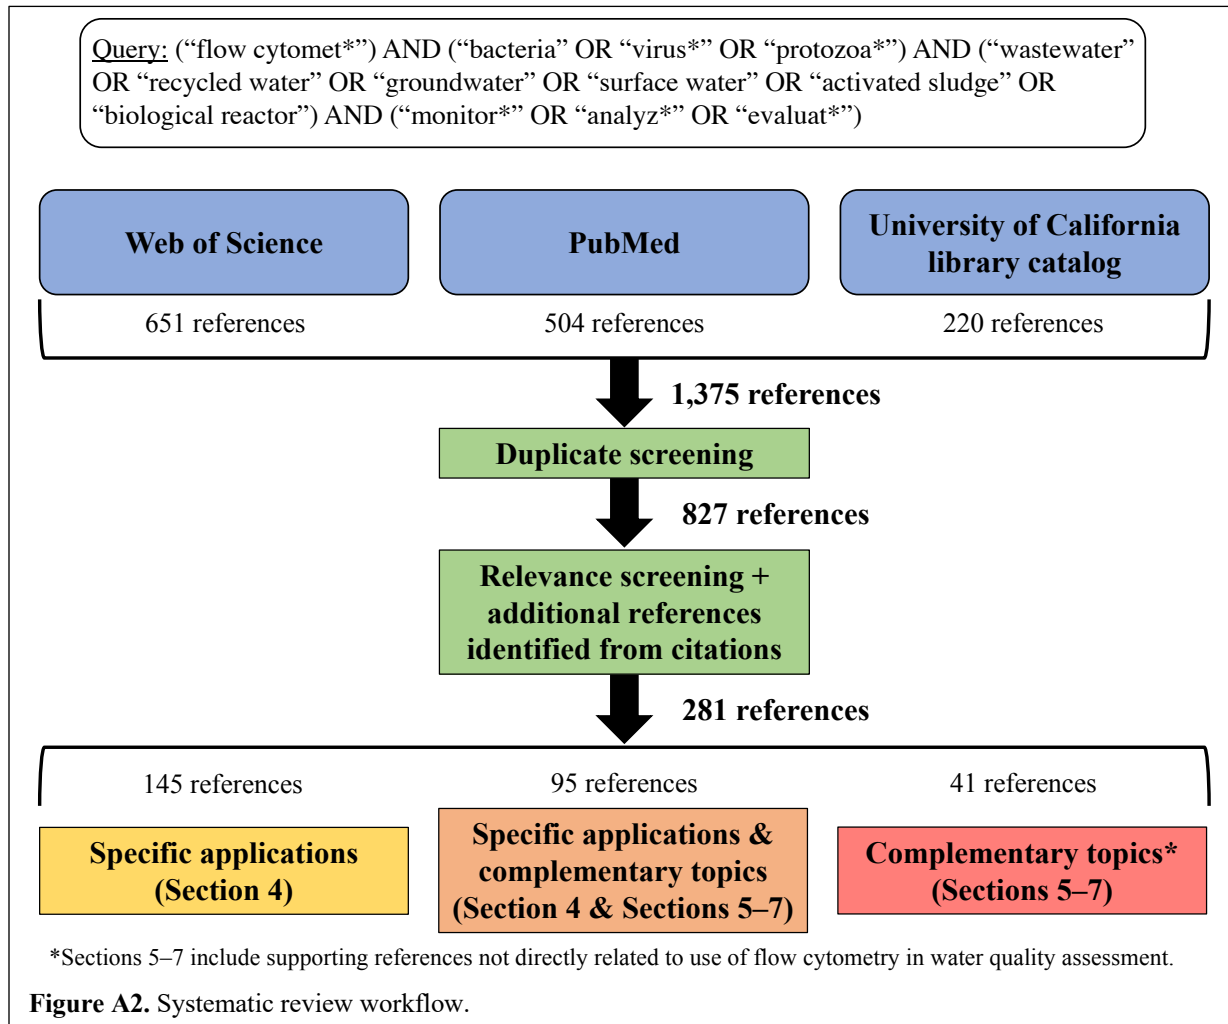 Query: (“flow cytomet*”) AND (“bacteria” OR “virus*” OR “protozoa*”) AND (“wastewater”
OR “recycled water” OR “groundwater” OR “surface water” OR “activated sludge” OR
“biological reactor”) AND (“monitor*” OR “analyz*” OR “evaluat*”)
Web of Science
PubMed
University of California
library catalog
651 references
504 references
220 references
1,375 references
Duplicate screening
827 references
Relevance screening +
additional references
identified from citations
281 references
145 references
95 references
41 references
Specific applications
(Section 4)
Specific applications &
complementary topics
(Section 4 & Sections 5–7)
Complementary topics*
(Sections 5–7)
*Sections 5–7 include supporting references not directly related to use of flow cytometry in water quality assessment.
Figure A2. Systematic review workflow.